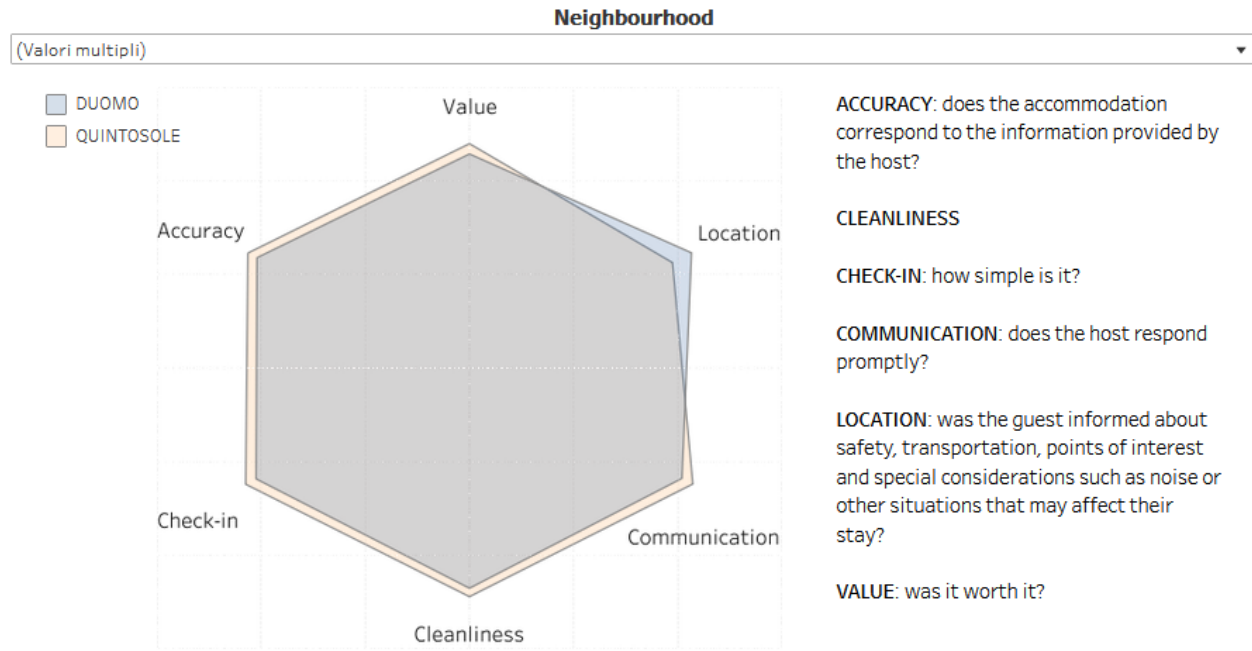 Neighbourhood
(Valori multipli)
DUOMO
QUINTOSOLE
Value
Accuracy
Location
Check-in
Communication
Cleanliness
ACCURACY: does the accommodation
correspond to the information provided by
the host?
CLEANLINESS
CHECK-IN: how simple is it?
COMMUNICATION: does the host respond
promptly?
LOCATION: was the guest informed about
safety, transportation, points of interest
and special considerations such as noise or
other situations that may affect their
stay?
VALUE: was it worth it?